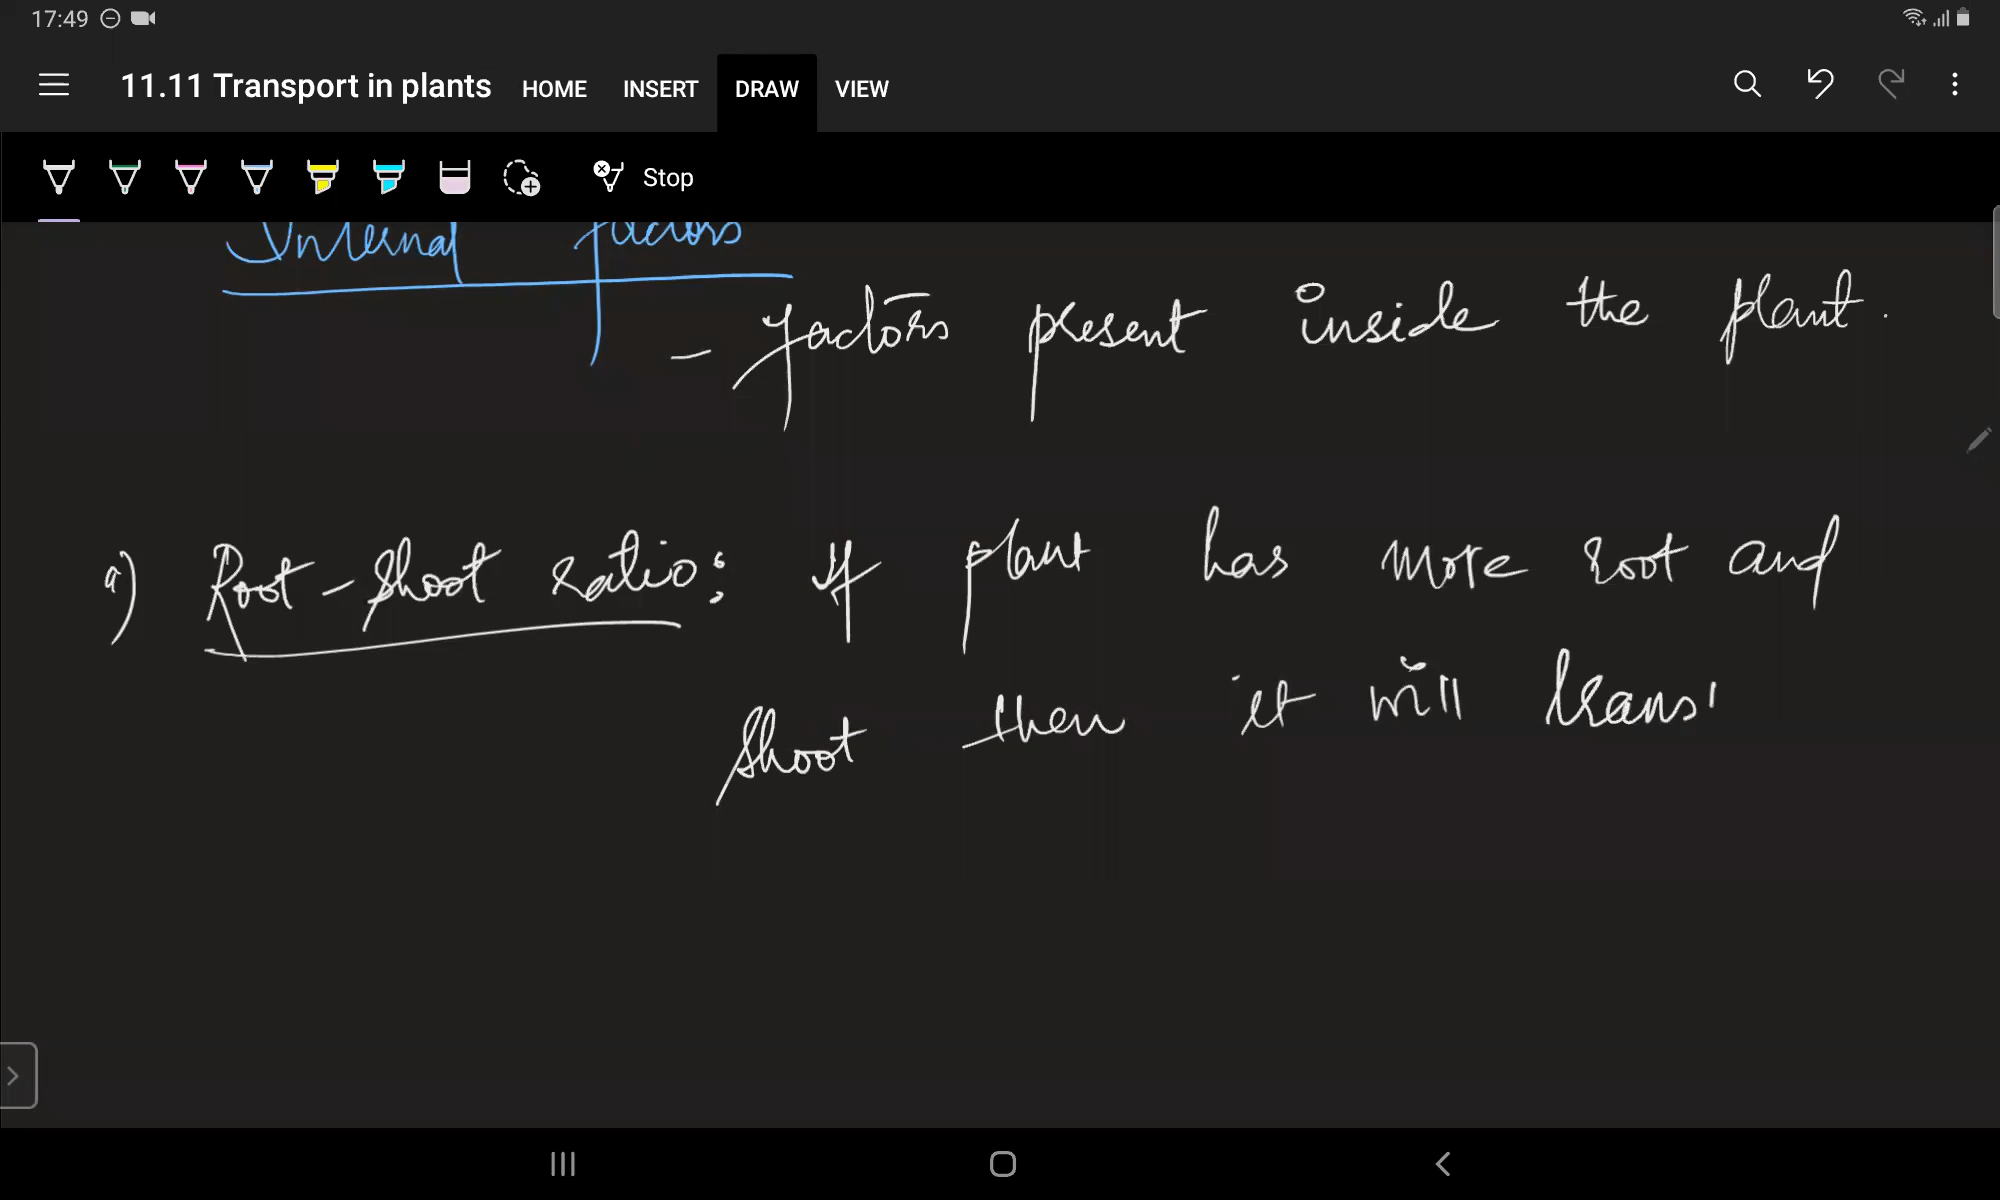 17:49
11.11 Transport in plants HOME INSERT DRAW VIEW
Stop
Internal factors
- factors present inside the plant.
a) Root-shoot ratio: If plant has more root and
shoot then it will trans